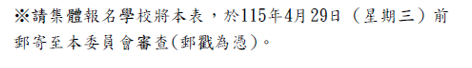 ※請集體報名學校將本表，於115年4月29日（星期三）前
郵寄至本委員會審查(郵戳為憑)。